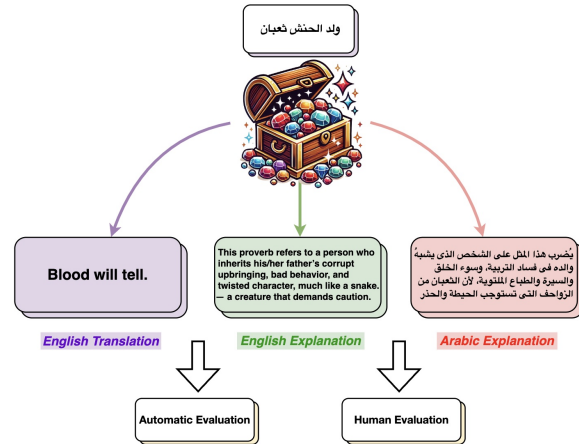 ولد الحنش ثعبان
Blood will tell.
This proverb refers to a person who
inherits his/her father's corrupt
upbringing, bad behavior, and
twisted character, much like a snake.
— a creature that demands caution.
يُضرب هذا المثل على الشخص الذى يشبهُ
والده فى فساد التربية، وسوء الخلق
والسيرة والطباع الملتوية، لأن الثعبان من
الزواحف التى تستوجب الحيطة والحذر
English Translation
English Explanation
Arabic Explanation
Automatic Evaluation
Human Evaluation